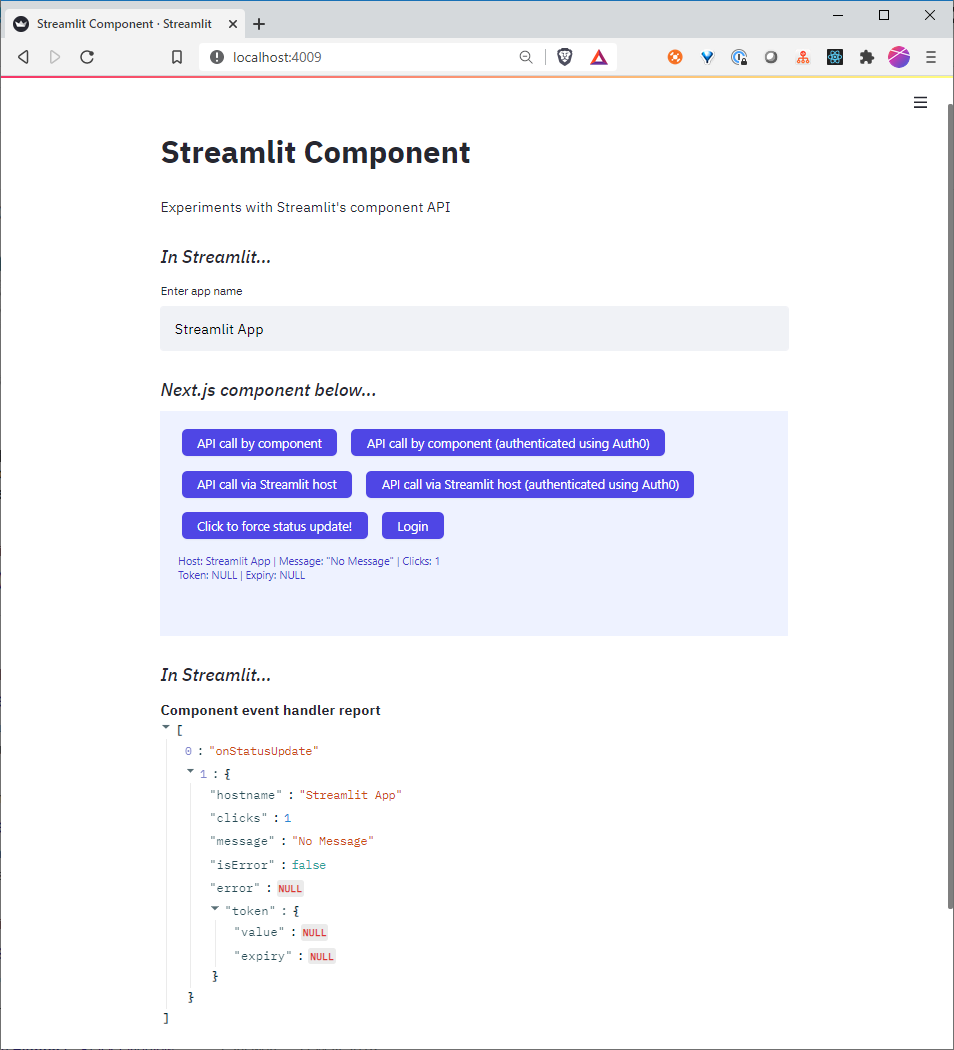 Streamlit Component · Streamlit
localhost:4009
Streamlit Component
Experiments with Streamlit's component API
In Streamlit...
Enter app name
Streamlit App
Next.js component below...
API call by component
API call by component (authenticated using Auth0)
API call via Streamlit host
API call via Streamlit host (authenticated using Auth0)
Click to force status update!
Login
Host: Streamlit App | Message: "No Message" | Clicks: 1
Token: NULL | Expiry: NULL
In Streamlit...
Component event handler report
[
0 : "onStatusUpdate"
1 : {
"hostname" : "Streamlit App"
"clicks" : 1
"message" : "No Message"
"isError" : false
"error" : NULL
"token" : {
"value" : NULL
"expiry" : NULL
}
}
]